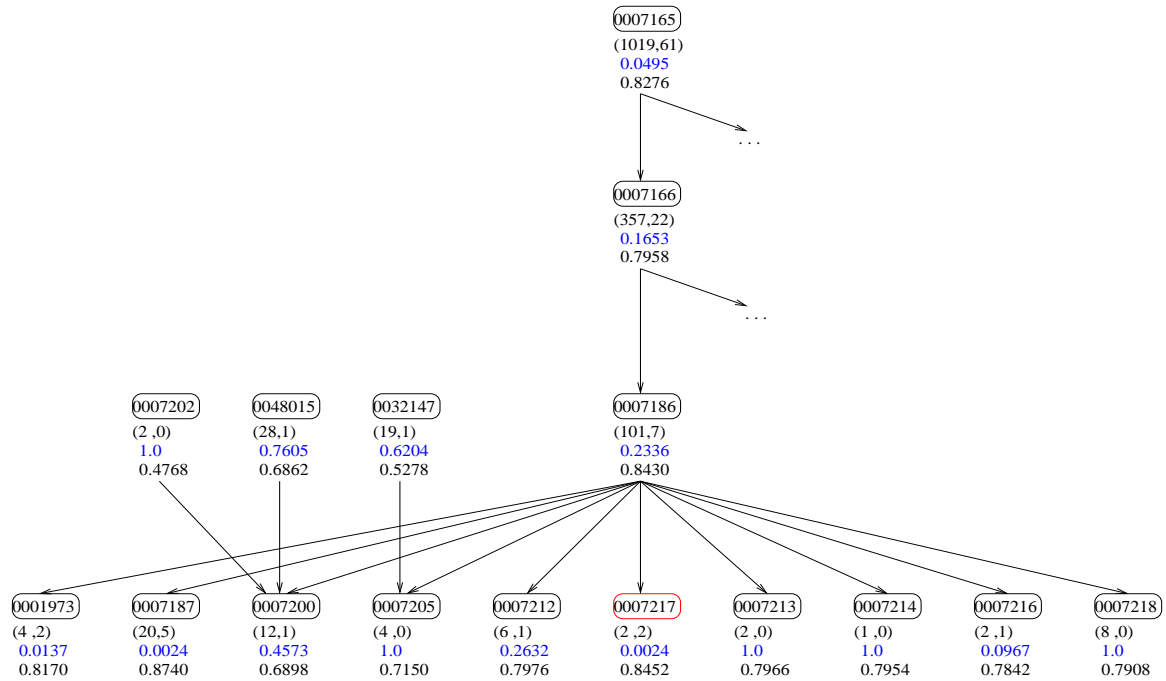 0007165
(1019,61)
0.0495
0.8276
. . .
0007166
(357,22)
0.1653
0.7958
. . .
0007202 0048015 0032147 0007186
(2 ,0) (28,1) (19,1) (101,7)
1.0 0.7605 0.6204 0.2336
0.4768 0.6862 0.5278 0.8430
0001973 0007187 0007200 0007205 0007212 0007217 0007213 0007214 0007216 0007218
(4 ,2) (20,5) (12,1) (4 ,0) (6 ,1) (2 ,2) (2 ,0) (1 ,0) (2 ,1) (8 ,0)
0.0137 0.0024 0.4573 1.0 0.2632 0.0024 1.0 1.0 0.0967 1.0
0.8170 0.8740 0.6898 0.7150 0.7976 0.8452 0.7966 0.7954 0.7842 0.7908